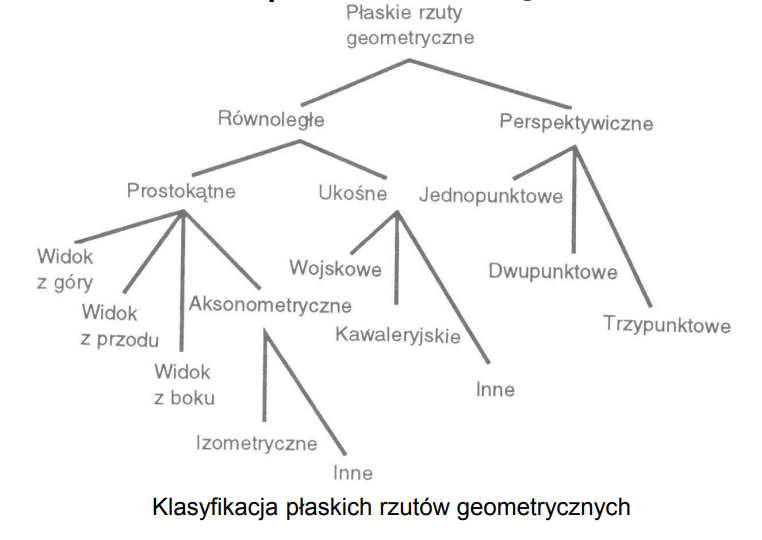 Płaskie rzuty
geometryczne
Równoległe
Perspektywiczne
Prostokątne
Ukośne
Jednopunktowe
Widok
z góry
Wojskowe
Dwupunktowe
Widok
z przodu
Aksonometryczne
Kawaleryjskie
Trzypunktowe
Widok
z boku
Inne
Izometryczne
Inne
Klasyfikacja płaskich rzutów geometrycznych